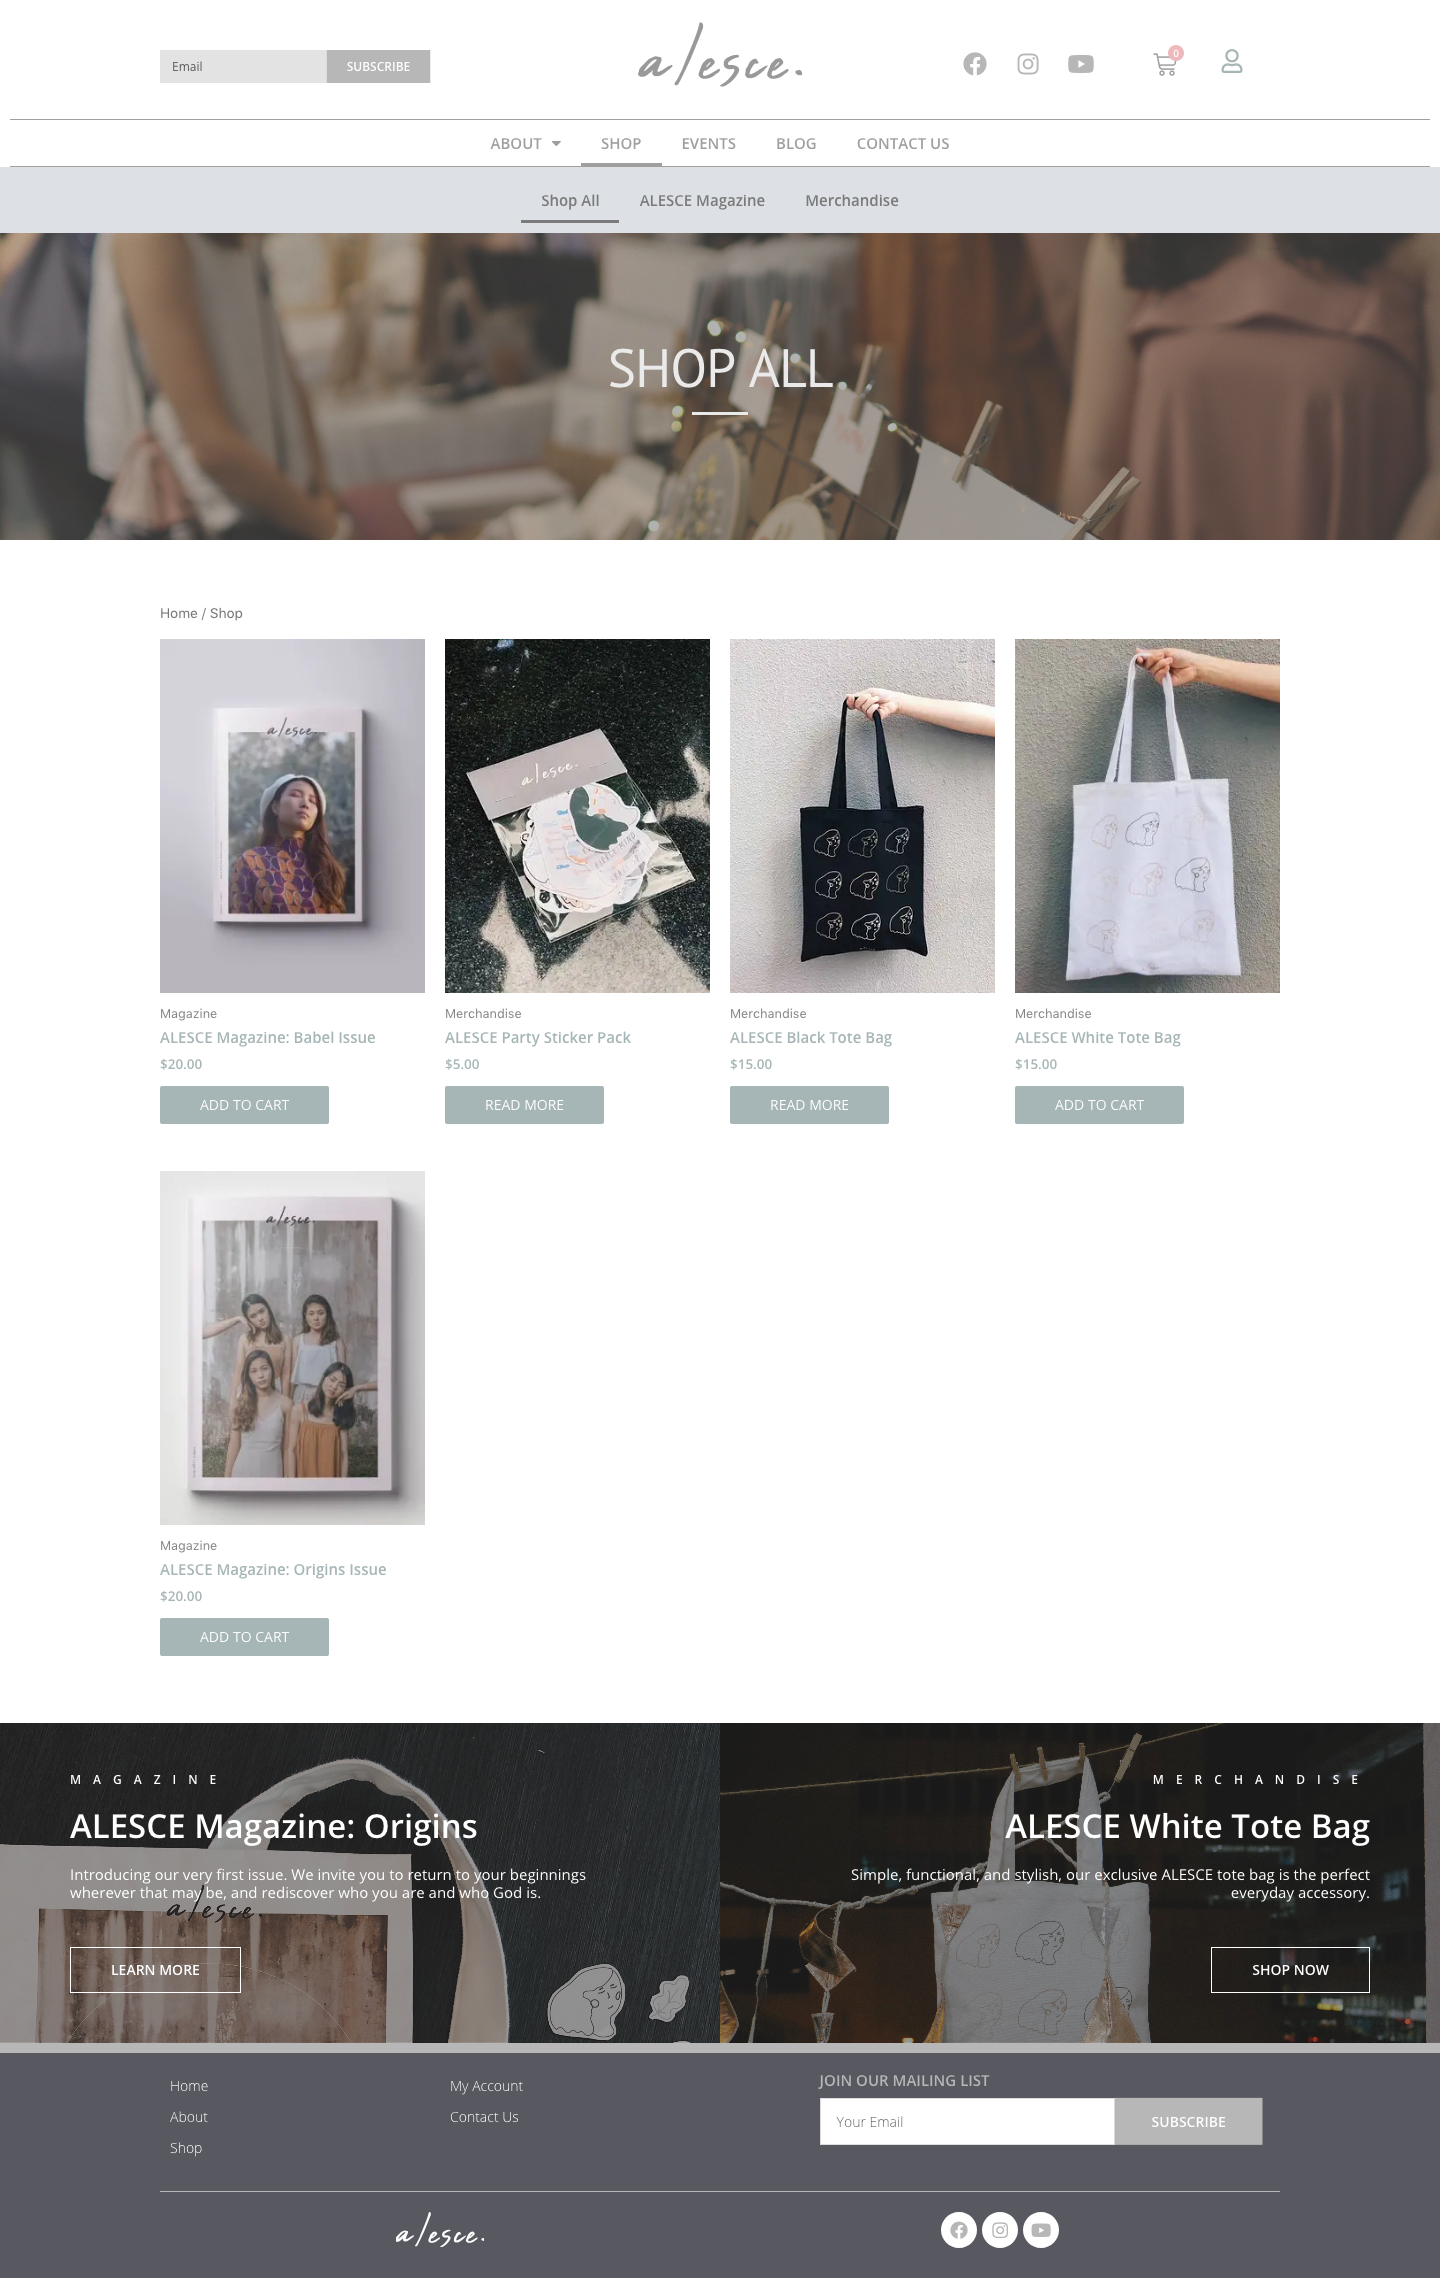 Email
SUBSCRIBE
alesce.
0
ABOUT
SHOP
EVENTS
BLOG
CONTACT US
Shop All
ALESCE Magazine
Merchandise
SHOP ALL
Home / Shop
alesce.
alesce.
Magazine
ALESCE Magazine: Babel Issue
$20.00
ADD TO CART
Merchandise
ALESCE Party Sticker Pack
$5.00
READ MORE
Merchandise
ALESCE Black Tote Bag
$15.00
READ MORE
Merchandise
ALESCE White Tote Bag
$15.00
ADD TO CART
alesce.
Magazine
ALESCE Magazine: Origins Issue
$20.00
ADD TO CART
MAGAZINE
ALESCE Magazine: Origins
Introducing our very first issue. We invite you to return to your beginnings
wherever that may be, and rediscover who you are and who God is.
alesce.
LEARN MORE
MERCHANDISE
ALESCE White Tote Bag
Simple, functional, and stylish, our exclusive ALESCE tote bag is the perfect
everyday accessory.
SHOP NOW
Home
About
Shop
My Account
Contact Us
JOIN OUR MAILING LIST
Your Email
SUBSCRIBE
alesce.